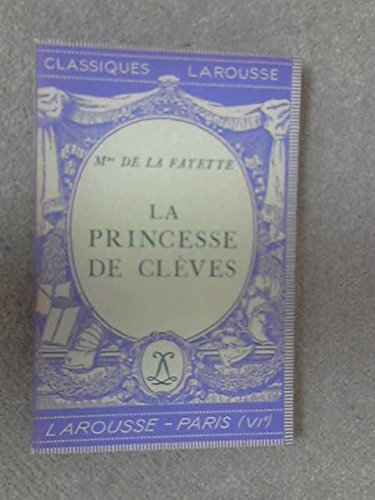 CLASSIQUES LAROUSSE
Mme DE LA FAYETTE
LA
PRINCESSE
DE CLÈVES
LAROUSSE – PARIS (VIe)